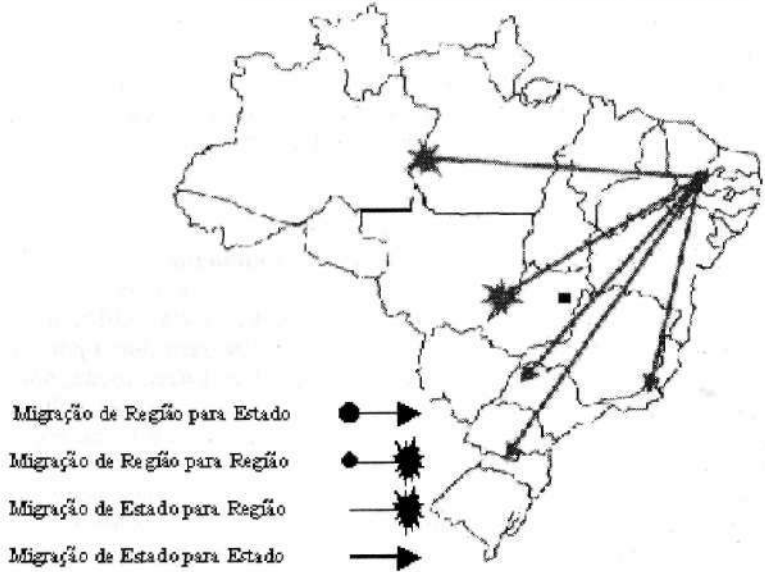 Migração de Região para Estado
Migração de Região para Região
Migração de Estado para Região
Migração de Estado para Estado